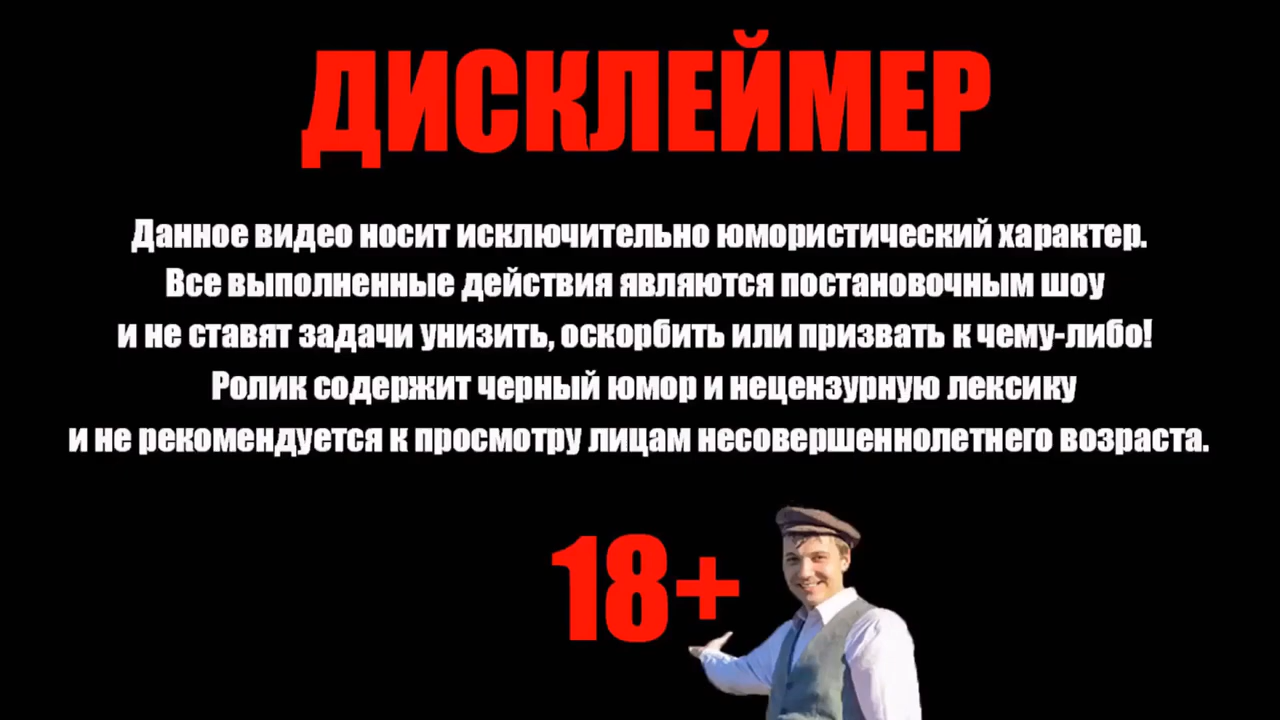 ДИСКЛЕЙМЕР
Данное видео носит исключительно юмористический характер.
Все выполненные действия являются постановочным шоу
и не ставят задачи унизить, оскорбить или призвать к чему-либо!
Ролик содержит черный юмор и нецензурную лексику
и не рекомендуется к просмотру лицам несовершеннолетнего возраста.
18+